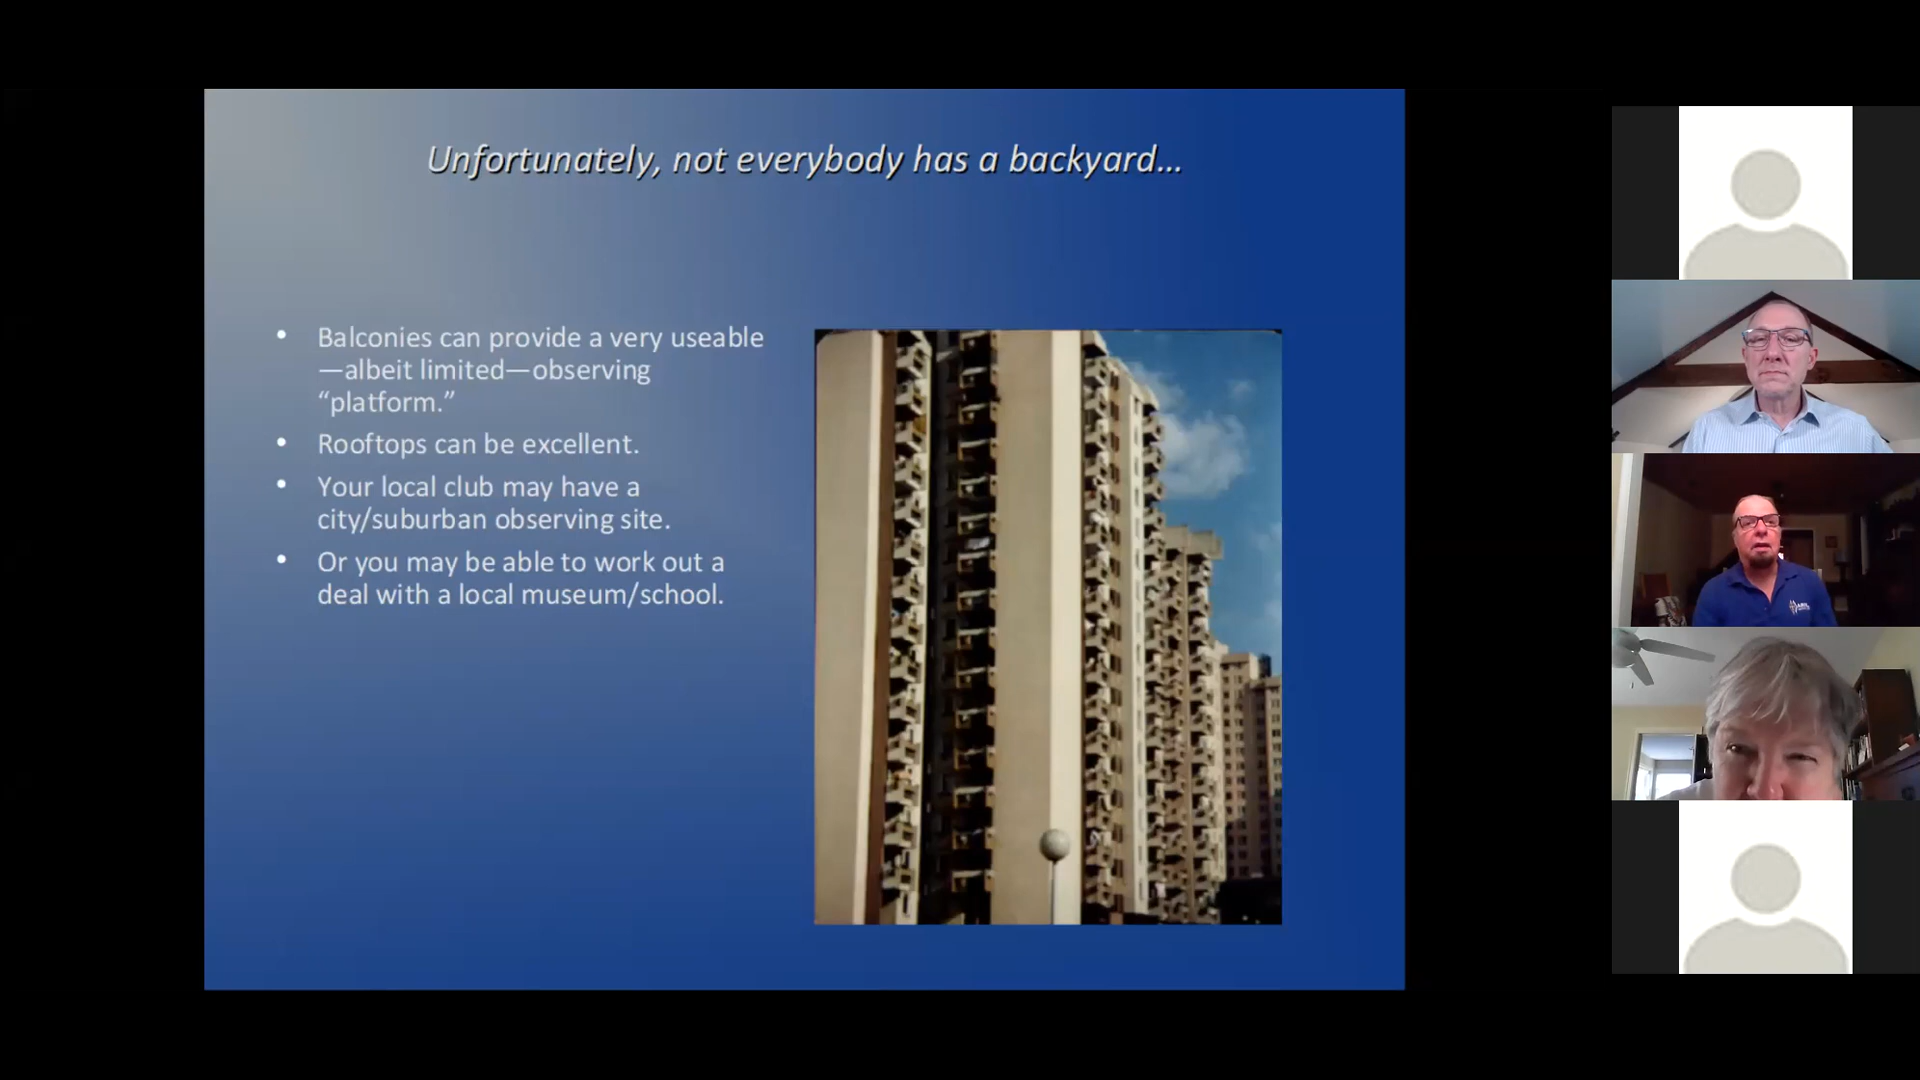 Unfortunately, not everybody has a backyard...
• Balconies can provide a very useable
—albeit limited—observing
“platform.”
• Rooftops can be excellent.
• Your local club may have a
city/suburban observing site.
• Or you may be able to work out a
deal with a local museum/school.